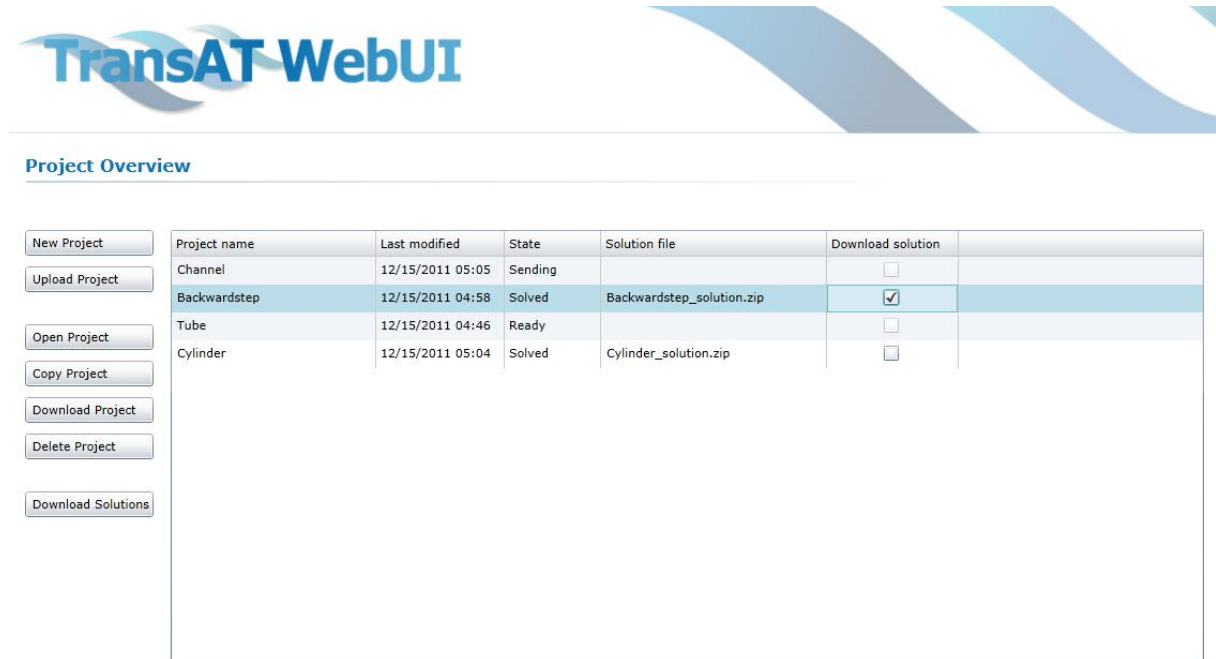 TransAT WebUI
Project Overview
New Project
Upload Project
Open Project
Copy Project
Download Project
Delete Project
Download Solutions
Project name Last modified State Solution file Download solution
Channel 12/15/2011 05:05 Sending
Backwardstep 12/15/2011 04:58 Solved Backwardstep_solution.zip
Tube 12/15/2011 04:46 Ready
Cylinder 12/15/2011 05:04 Solved Cylinder_solution.zip